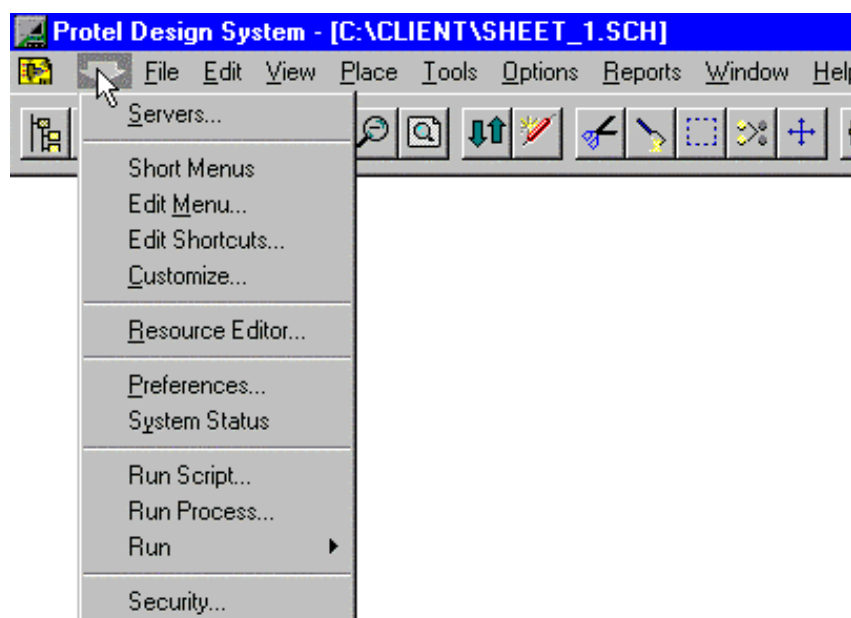 Protel Design System - [C:\CLIENT\SHEET_1.SCH]
File Edit View Place Tools Options Reports Window Hel
Servers...
Short Menus
Edit Menu...
Edit Shortcuts...
Customize...
Resource Editor...
Preferences...
System Status
Run Script...
Run Process...
Run
Security...